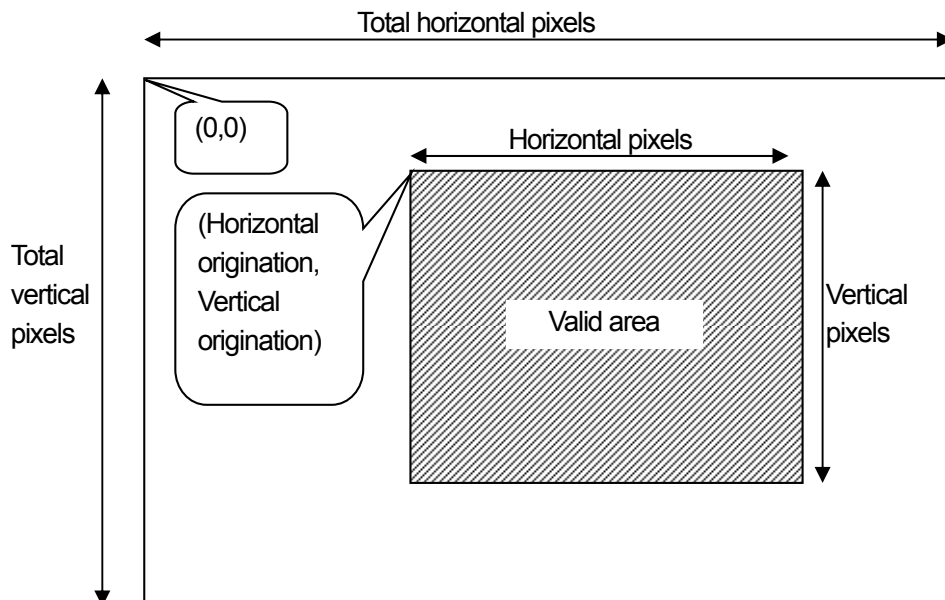 Total horizontal pixels
(0,0)
Horizontal pixels
(Horizontal
origination,
Vertical
origination)
Total
vertical
pixels
Valid area
Vertical
pixels